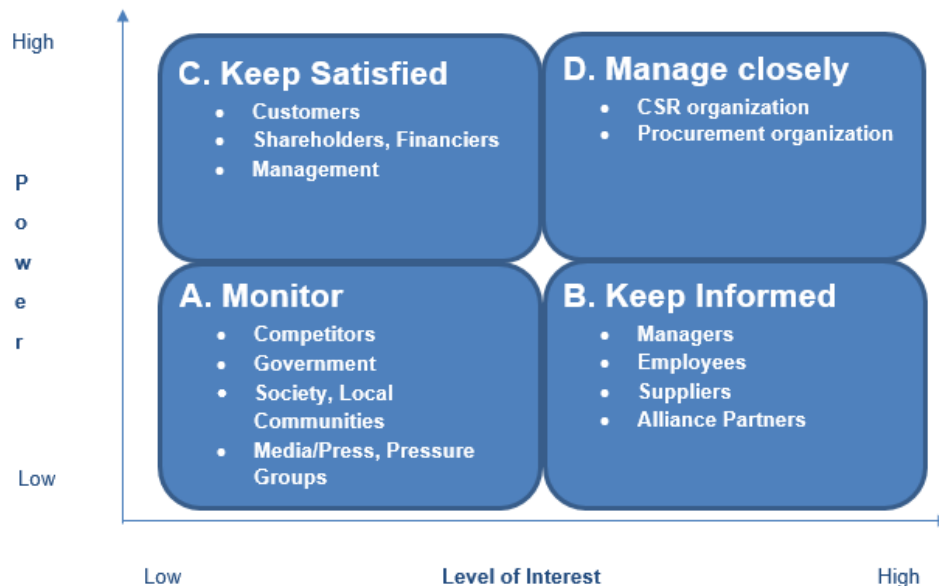 High
C. Keep Satisfied
• Customers
• Shareholders, Financiers
• Management
D. Manage closely
• CSR organization
• Procurement organization
P
o
w
e
r
A. Monitor
• Competitors
• Government
• Society, Local
Communities
• Media/Press, Pressure
Groups
B. Keep Informed
• Managers
• Employees
• Suppliers
• Alliance Partners
Low
Low
Level of Interest
High